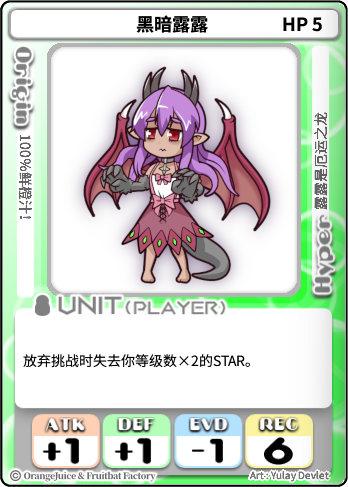 黑暗露露 HP 5
Origin
100%鲜橙汁!
Hyper 露露是厄运之龙
UNIT(PLAYER)
放弃挑战时失去你等级数×2的STAR。
ATK DEF EVD REC
+1 +1 -1 6
© OrangeJuice & Fruitbat Factory Art: Yulay Devlet